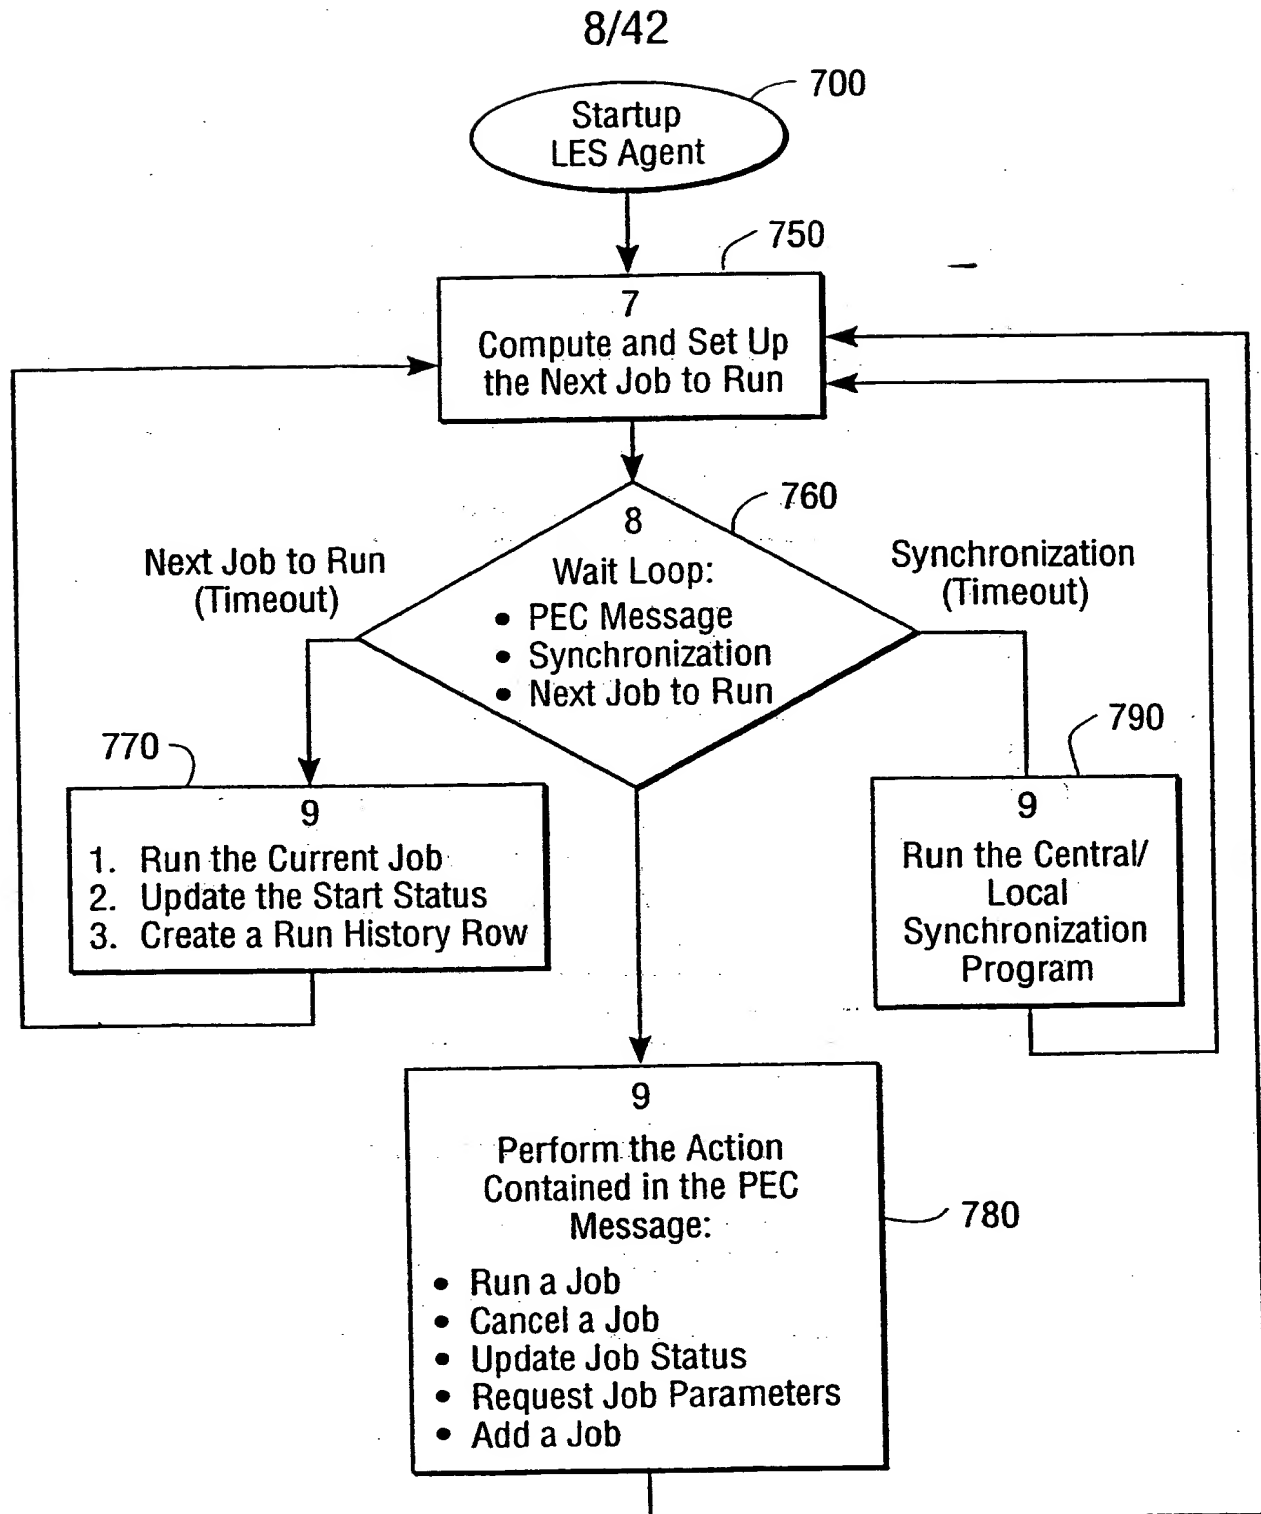 8/42
700
Startup
LES Agent
750
7
Compute and Set Up
the Next Job to Run
760
8
Wait Loop:
• PEC Message
• Synchronization
• Next Job to Run
Next Job to Run
(Timeout)
Synchronization
(Timeout)
770
9
1. Run the Current Job
2. Update the Start Status
3. Create a Run History Row
790
9
Run the Central/
Local
Synchronization
Program
9
Perform the Action
Contained in the PEC
Message:
780
• Run a Job
• Cancel a Job
• Update Job Status
• Request Job Parameters
• Add a Job